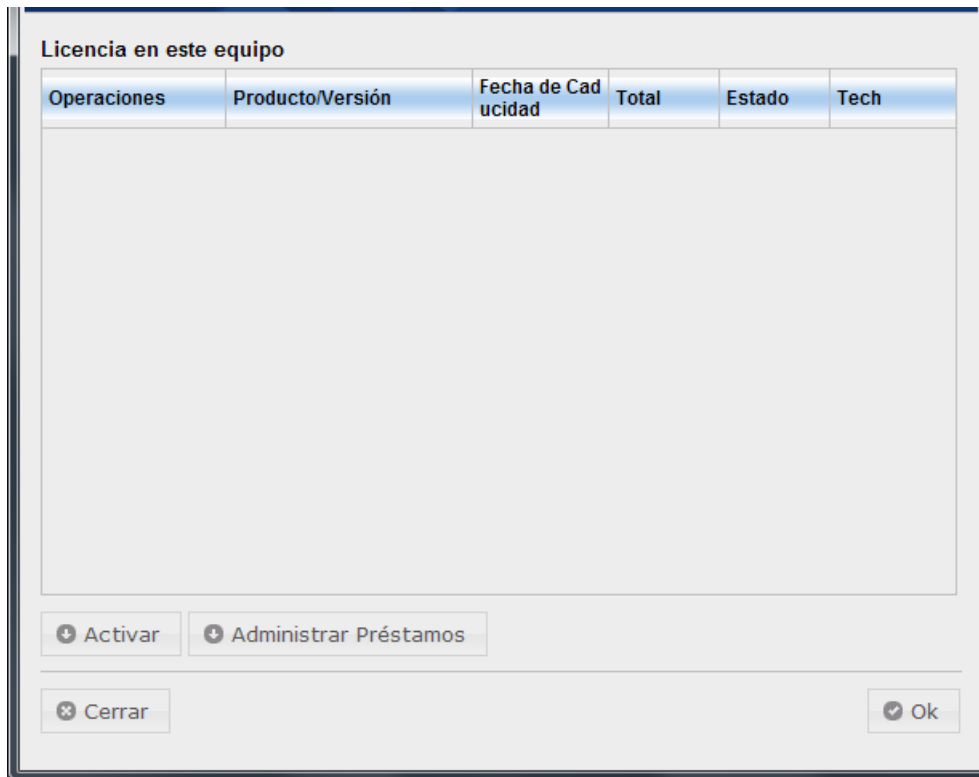 Licencia en este equipo
Operaciones Producto/Versión Fecha de Cad Total Estado Tech
ucidad
Activar Administrar Préstamos
Cerrar Ok